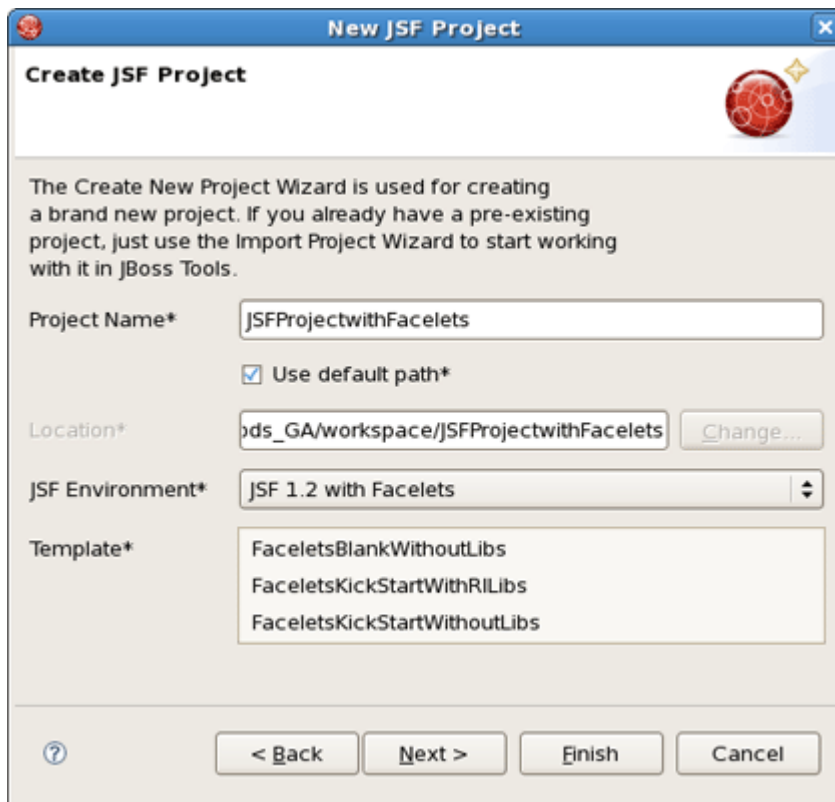 New JSF Project
Create JSF Project
The Create New Project Wizard is used for creating
a brand new project. If you already have a pre-existing
project, just use the Import Project Wizard to start working
with it in JBoss Tools.
Project Name* JSFProjectwithFacelets
Use default path*
Location* ods_GA/workspace/JSFProjectwithFacelets Change...
JSF Environment* JSF 1.2 with Facelets
Template* FaceletsBlankWithoutLibs
FaceletsKickStartWithRILibs
FaceletsKickStartWithoutLibs
? < Back Next > Finish Cancel